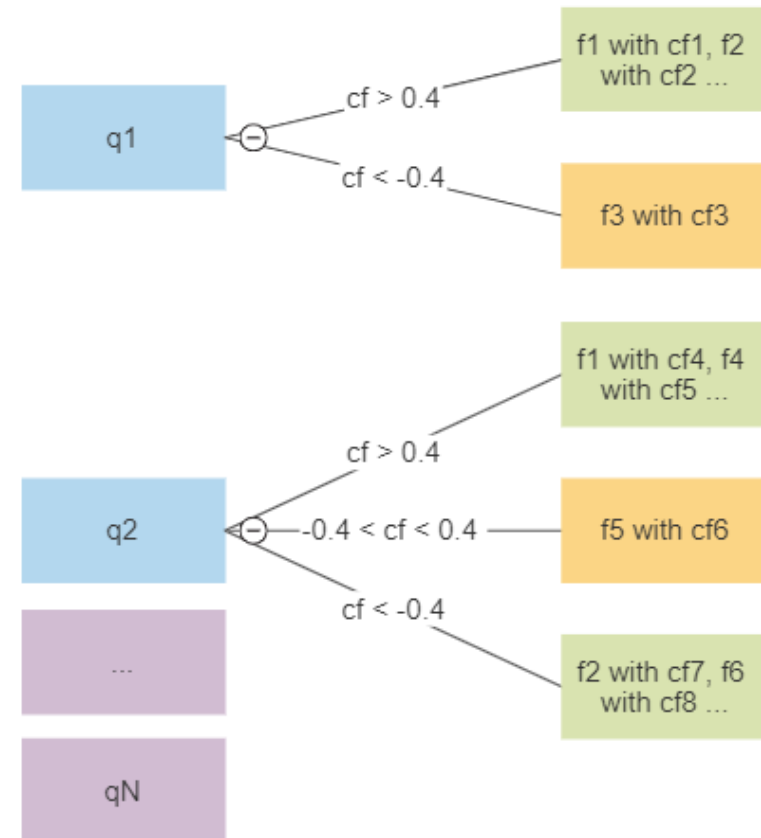 f1 with cf1, f2
with cf2 ...
cf > 0.4
q1
cf < -0.4
f3 with cf3
f1 with cf4, f4
with cf5 ...
cf > 0.4
q2
-0.4 < cf < 0.4
f5 with cf6
cf < -0.4
...
f2 with cf7, f6
with cf8 ...
qN